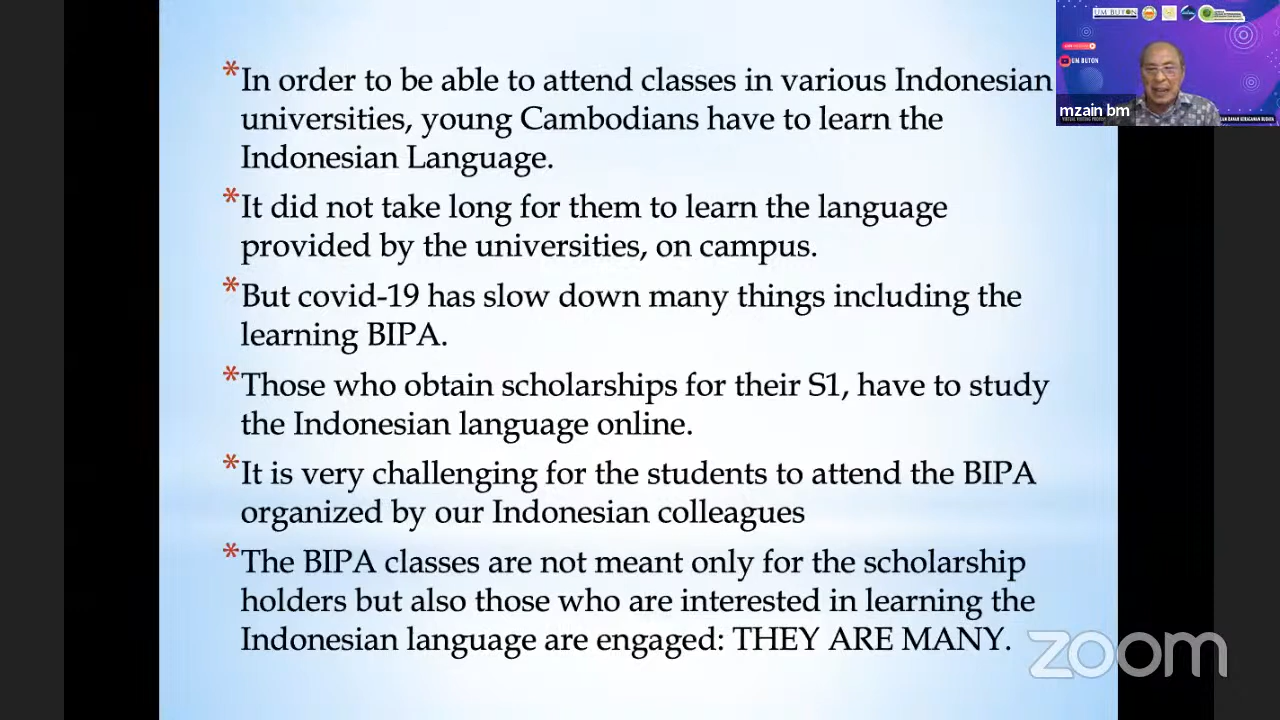 *In order to be able to attend classes in various Indonesian
universities, young Cambodians have to learn the
Indonesian Language.
*It did not take long for them to learn the language
provided by the universities, on campus.
*But covid-19 has slow down many things including the
learning BIPA.
*Those who obtain scholarships for their S1, have to study
the Indonesian language online.
*It is very challenging for the students to attend the BIPA
organized by our Indonesian colleagues
*The BIPA classes are not meant only for the scholarship
holders but also those who are interested in learning the
Indonesian language are engaged: THEY ARE MANY.
UM BUTON
UM BUTON
mzain bm
zoom